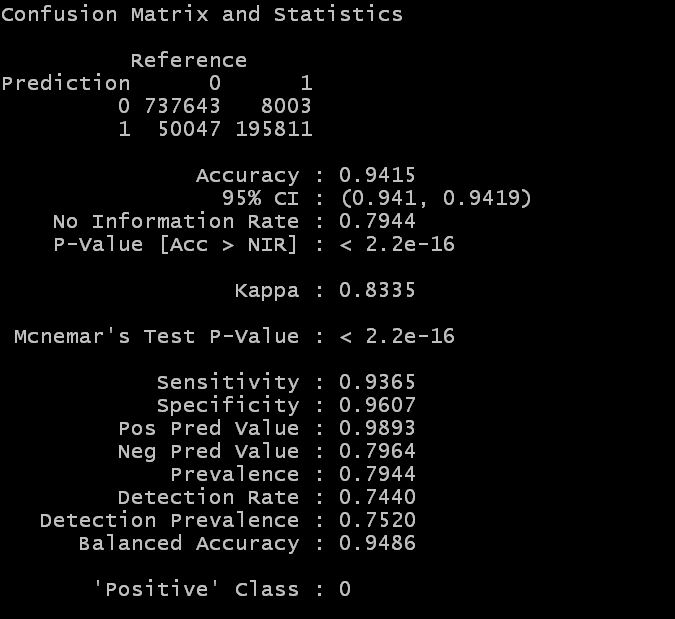 Confusion Matrix and Statistics
Reference
Prediction 0 1
0 737643 8003
1 50047 195811
Accuracy : 0.9415
95% CI : (0.941, 0.9419)
No Information Rate : 0.7944
P-Value [Acc > NIR] : < 2.2e-16
Kappa : 0.8335
Mcnemar's Test P-Value : < 2.2e-16
Sensitivity : 0.9365
Specificity : 0.9607
Pos Pred Value : 0.9893
Neg Pred Value : 0.7964
Prevalence : 0.7944
Detection Rate : 0.7440
Detection Prevalence : 0.7520
Balanced Accuracy : 0.9486
'Positive' Class : 0